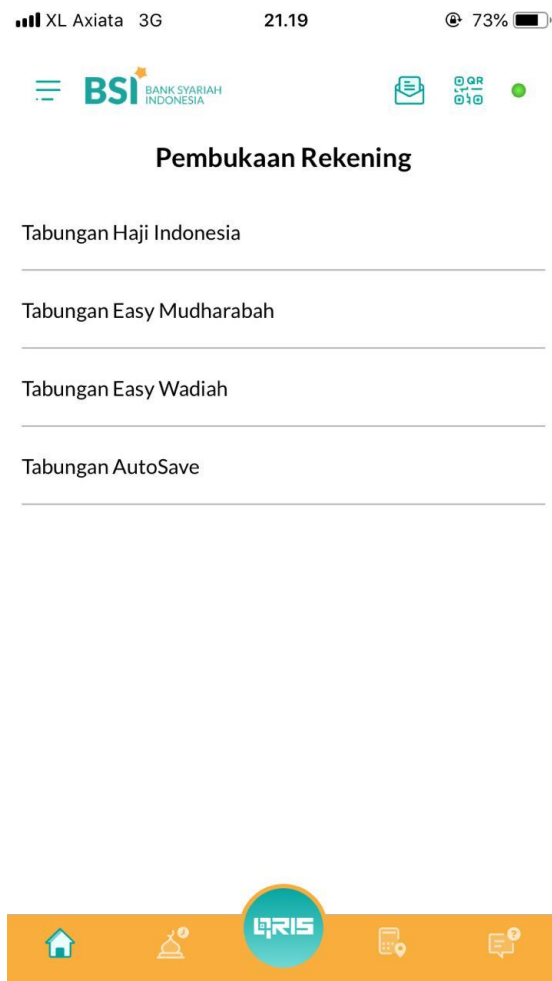 XL Axiata 3G 21.19 73%
BSI BANK SYARIAH
INDONESIA
QR
Pembukaan Rekening
Tabungan Haji Indonesia
Tabungan Easy Mudharabah
Tabungan Easy Wadiah
Tabungan AutoSave
QRIS
?